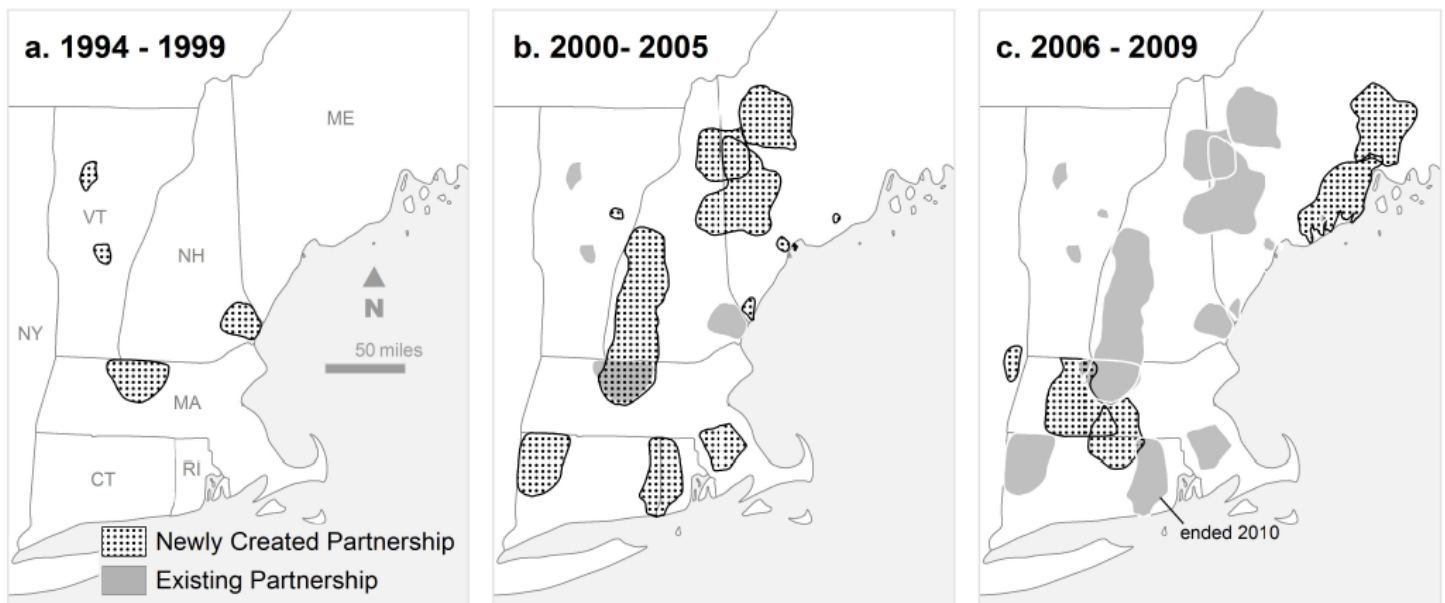 a. 1994 - 1999
ME
VT
NH
N
NY
50 miles
MA
CT
RI
Newly Created Partnership
Existing Partnership
b. 2000- 2005
c. 2006 - 2009
ended 2010